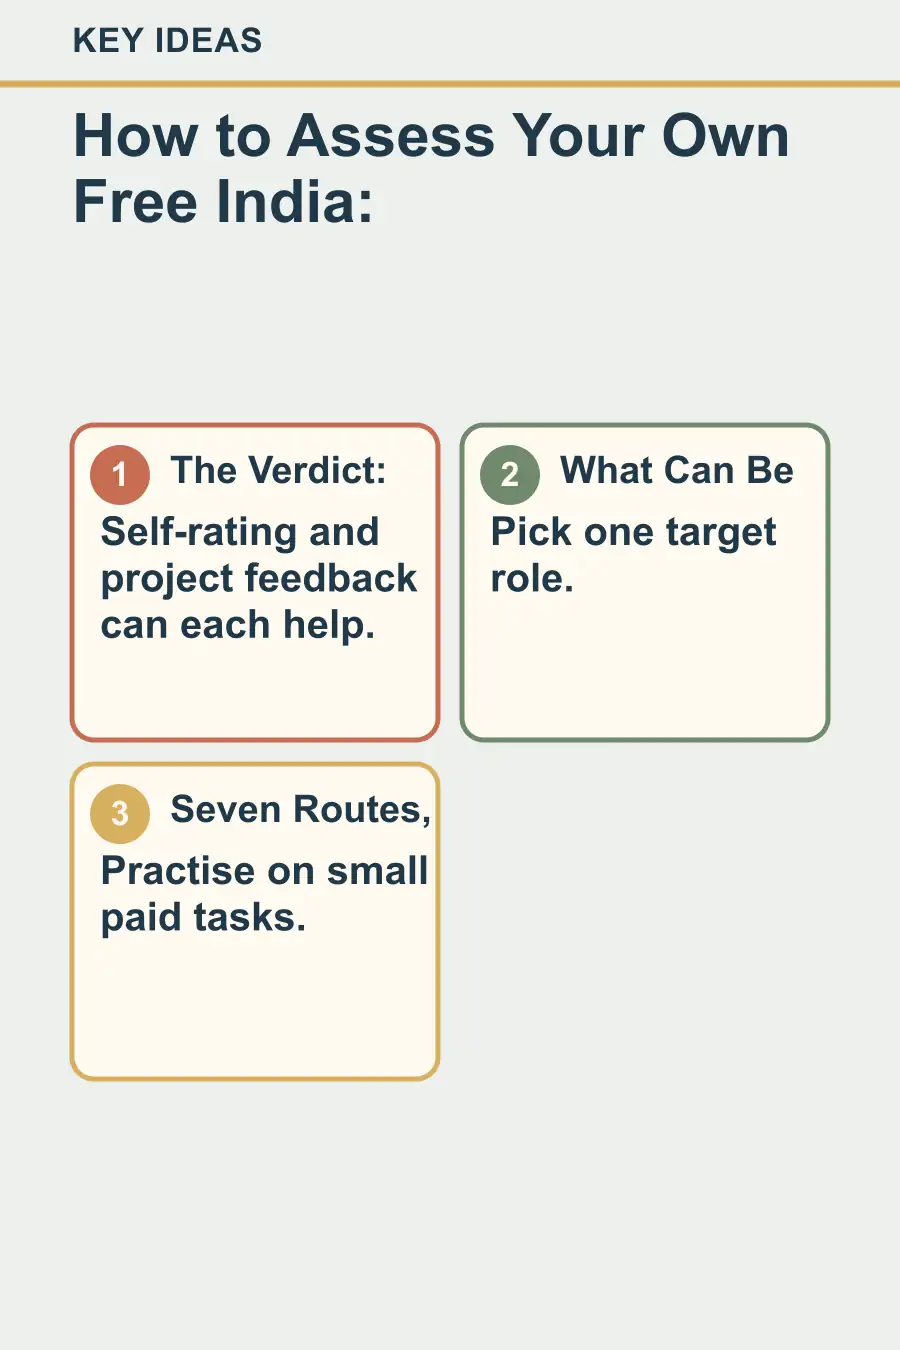 KEY IDEAS
How to Assess Your Own
Free India:
1
The Verdict:
Self-rating and
project feedback
can each help.
2
What Can Be
Pick one target
role.
3
Seven Routes,
Practise on small
paid tasks.